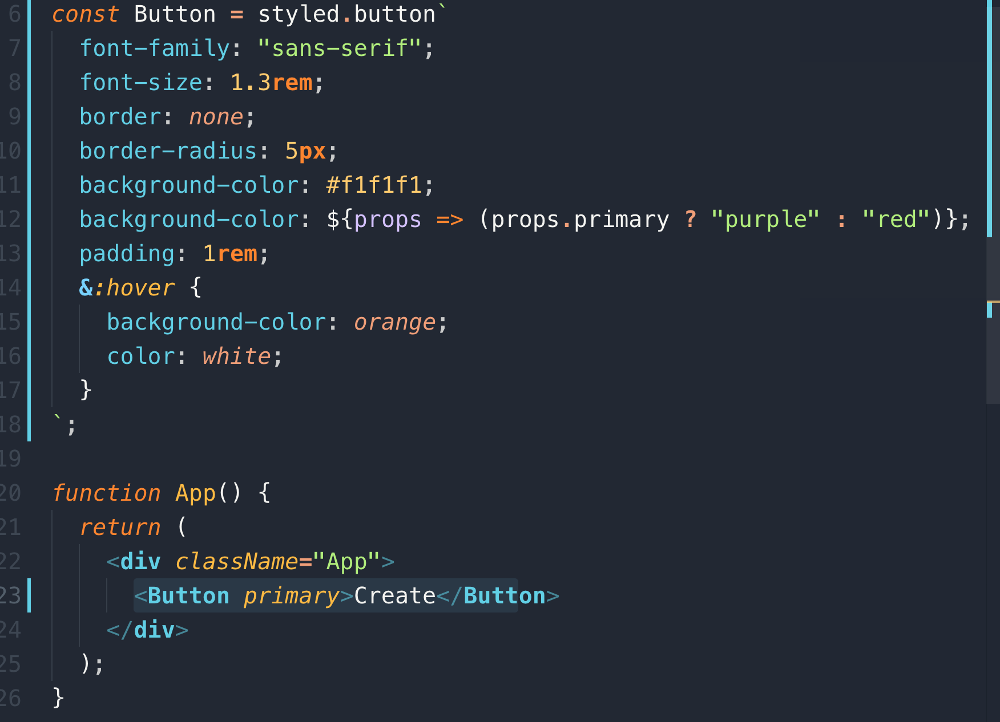 6 const Button = styled.button`
7   font-family: "sans-serif";
8   font-size: 1.3rem;
9   border: none;
10   border-radius: 5px;
11   background-color: #f1f1f1;
12   background-color: ${props => (props.primary ? "purple" : "red")};
13   padding: 1rem;
14   &:hover {
15     background-color: orange;
16     color: white;
17   }
18 `;
19
20 function App() {
21   return (
22     <div className="App">
23       <Button primary>Create</Button>
24     </div>
25   );
26 }